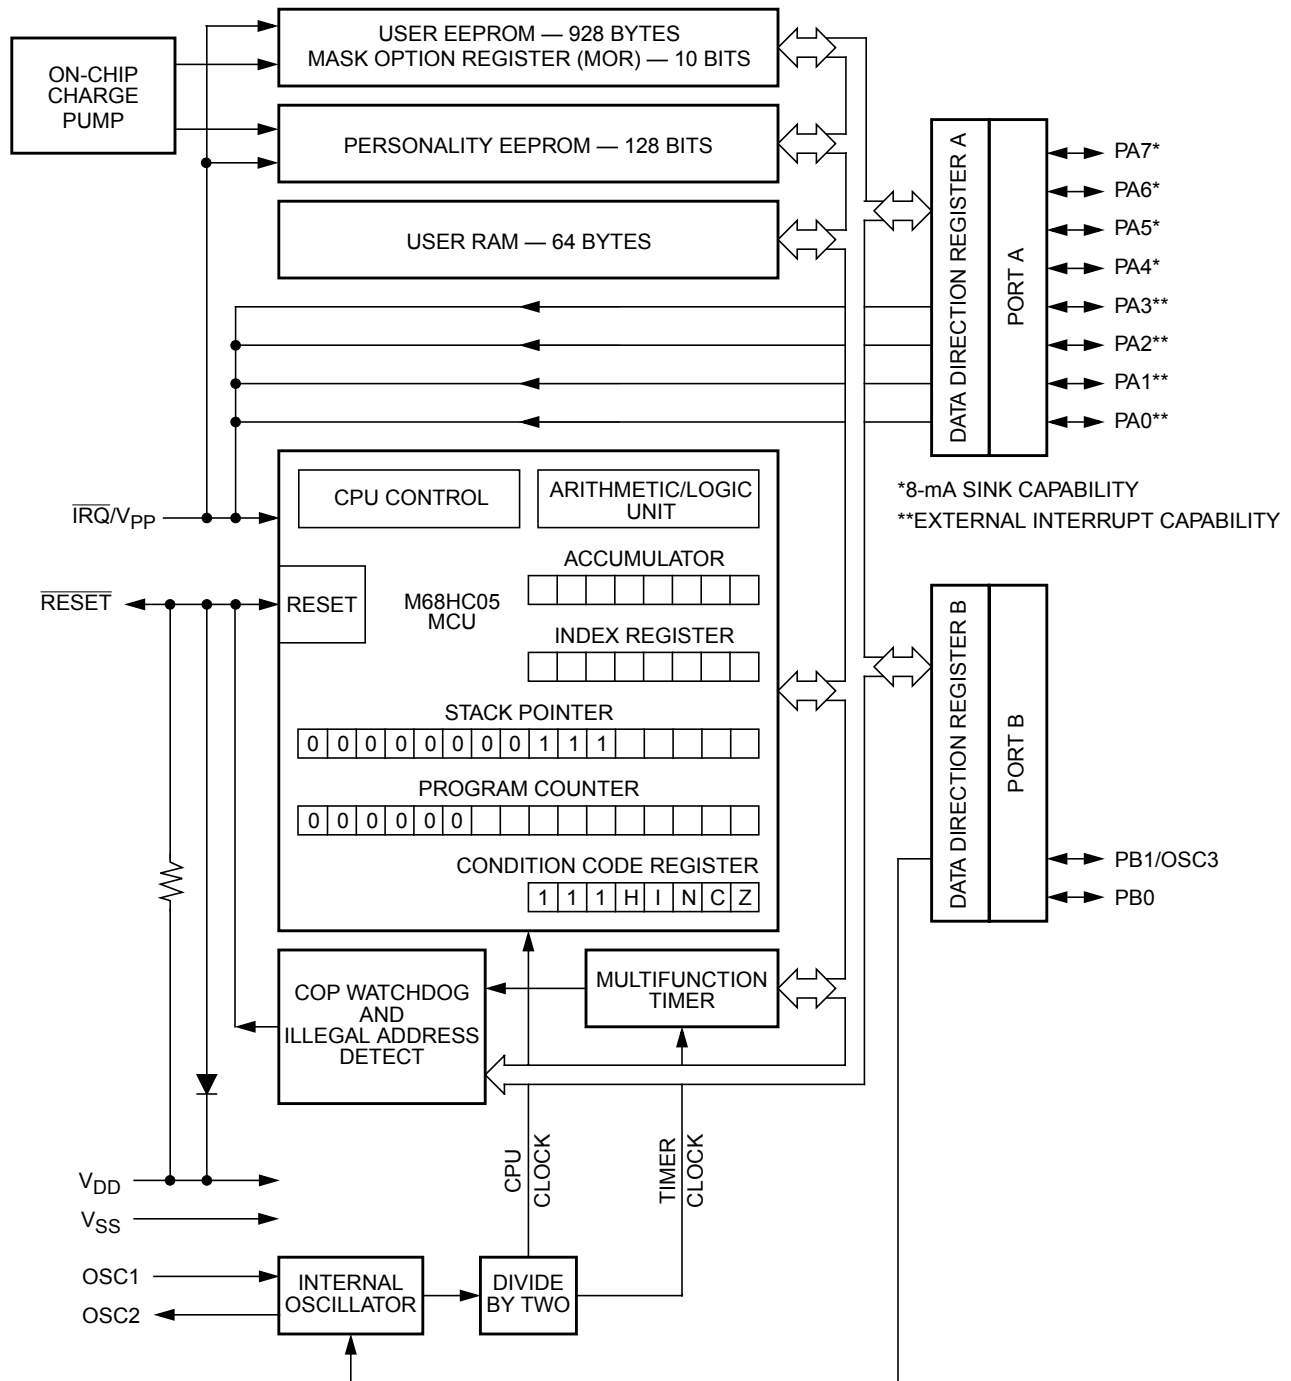 USER EEPROM — 928 BYTES
MASK OPTION REGISTER (MOR) — 10 BITS
ON-CHIP
CHARGE
PUMP
PERSONALITY EEPROM — 128 BITS
USER RAM — 64 BYTES
DATA DIRECTION REGISTER A
PORT A
PA7*
PA6*
PA5*
PA4*
PA3**
PA2**
PA1**
PA0**
*8-mA SINK CAPABILITY
**EXTERNAL INTERRUPT CAPABILITY
IRQ/VPP
CPU CONTROL
ARITHMETIC/LOGIC
UNIT
ACCUMULATOR
RESET
RESET
M68HC05
MCU
INDEX REGISTER
STACK POINTER
0 0 0 0 0 0 0 0 1 1 1
PROGRAM COUNTER
0 0 0 0 0 0
CONDITION CODE REGISTER
1 1 1 H I N C Z
DATA DIRECTION REGISTER B
PORT B
PB1/OSC3
PB0
COP WATCHDOG
AND
ILLEGAL ADDRESS
DETECT
MULTIFUNCTION
TIMER
CPU
CLOCK
TIMER
CLOCK
VDD
VSS
OSC1
OSC2
INTERNAL
OSCILLATOR
DIVIDE
BY TWO